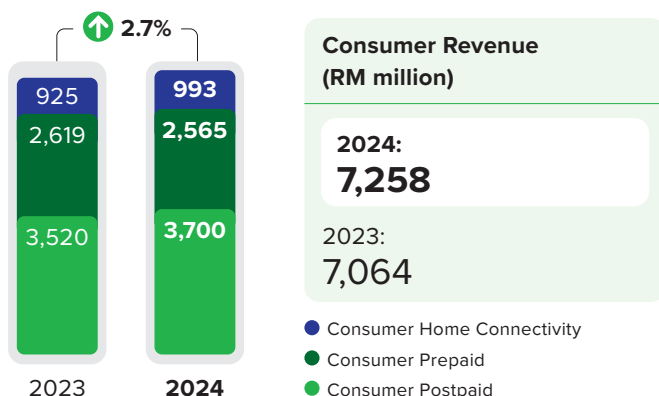 2.7%
925
2,619
3,520
2023
993
2,565
3,700
2024
Consumer Revenue
(RM million)
2024:
7,258
2023:
7,064
Consumer Home Connectivity
Consumer Prepaid
Consumer Postpaid